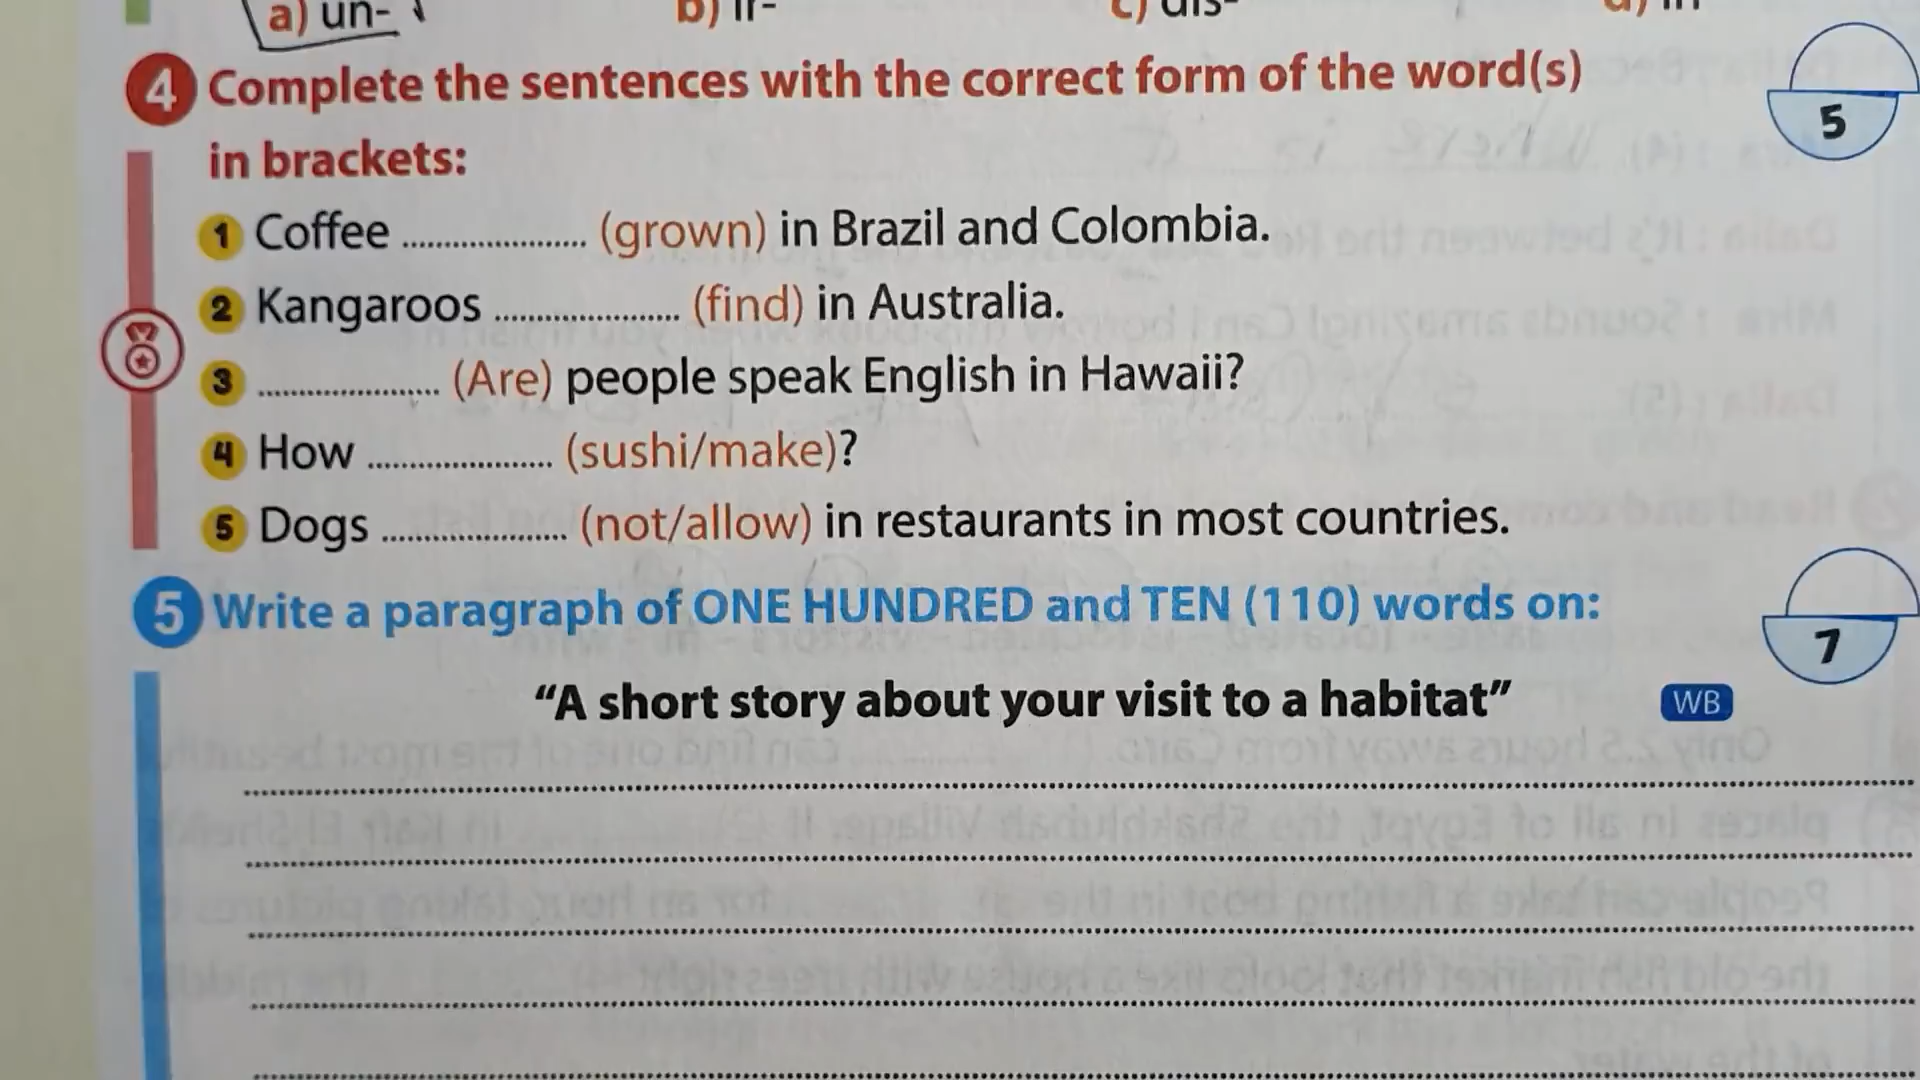 a) un-
b) ir-
c) dis-
4 Complete the sentences with the correct form of the word(s)
in brackets:
5
1 Coffee .................... (grown) in Brazil and Colombia.
2 Kangaroos .................... (find) in Australia.
3 .................... (Are) people speak English in Hawaii?
4 How .................... (sushi/make)?
5 Dogs .................... (not/allow) in restaurants in most countries.
5 Write a paragraph of ONE HUNDRED and TEN (110) words on:
7
“A short story about your visit to a habitat”
WB